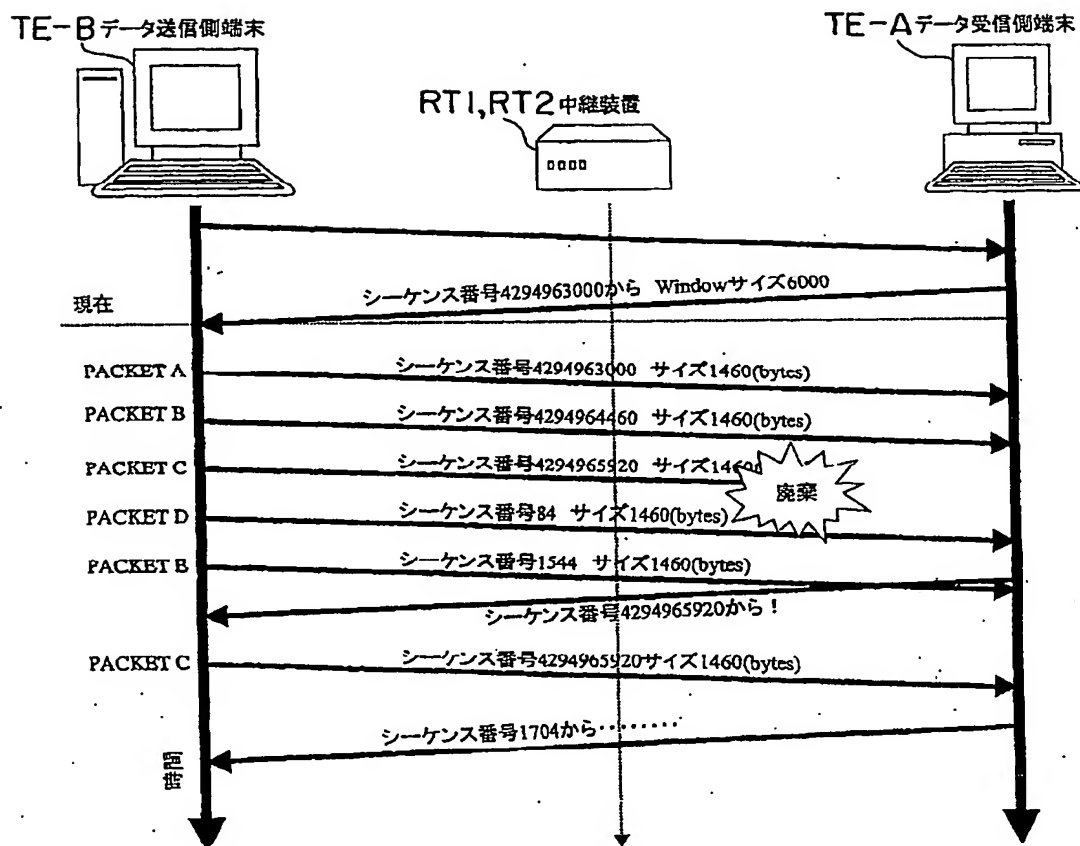 TE-Bデータ送信側端末
TE-Aデータ受信側端末
RT1,RT2中継装置
現在
シーケンス番号4294963000から Windowサイズ6000
PACKET A
シーケンス番号4294963000 サイズ1460(bytes)
PACKET B
シーケンス番号4294964460 サイズ1460(bytes)
PACKET C
シーケンス番号4294965920 サイズ1460
廃棄
PACKET D
シーケンス番号84 サイズ1460(bytes)
PACKET B
シーケンス番号1544 サイズ1460(bytes)
シーケンス番号4294965920から!
PACKET C
シーケンス番号4294965920サイズ1460(bytes)
シーケンス番号1704から………
時間